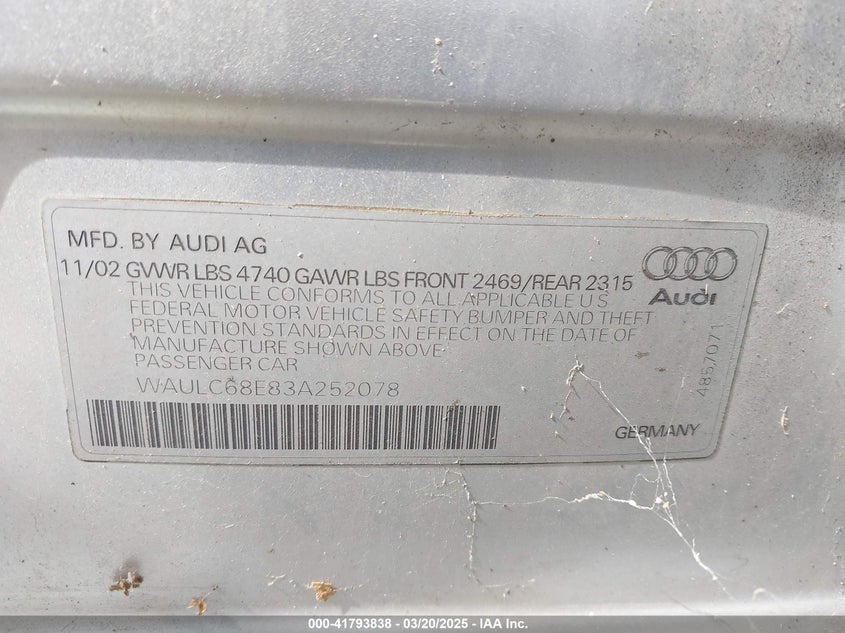 MFD. BY AUDI AG
11/02 GVWR LBS 4740 GAWR LBS FRONT 2469/REAR 2315
THIS VEHICLE CONFORMS TO ALL APPLICABLE U S
FEDERAL MOTOR VEHICLE SAFETY BUMPER AND THEFT
PREVENTION STANDARDS IN EFFECT ON THE DATE OF
MANUFACTURE SHOWN ABOVE
PASSENGER CAR
WAULC68E83A252078
Audi
4857071
GERMANY
000-41793838 - 03/20/2025 - IAA Inc.